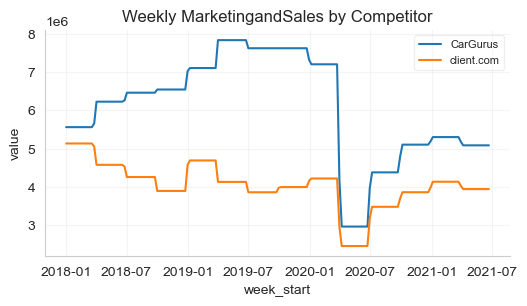 Weekly MarketingandSales by Competitor
1e6
CarGurus
client.com
8
7
6
5
4
3
value
2018-01 2018-07 2019-01 2019-07 2020-01 2020-07 2021-01 2021-07
week_start